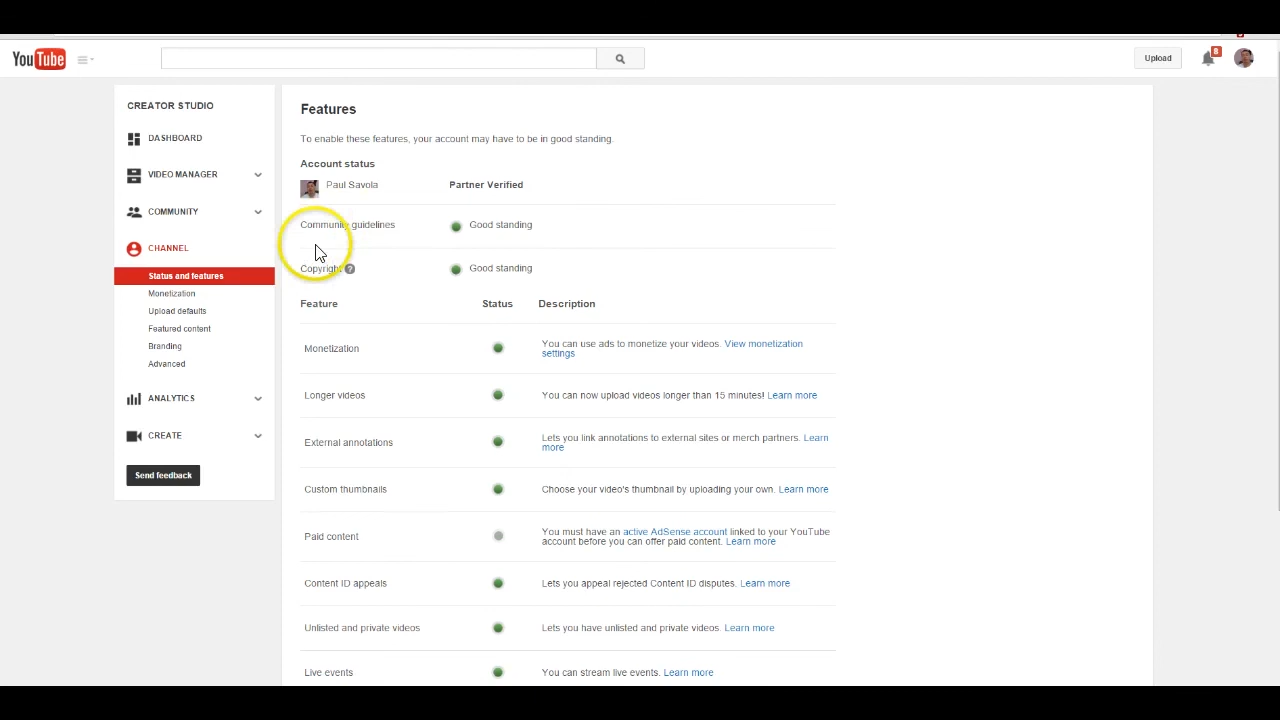 YouTube
Upload
8
CREATOR STUDIO
DASHBOARD
VIDEO MANAGER
COMMUNITY
CHANNEL
Status and features
Monetization
Upload defaults
Featured content
Branding
Advanced
ANALYTICS
CREATE
Send feedback
Features
To enable these features, your account may have to be in good standing.
Account status
Paul Savola Partner Verified
Community guidelines Good standing
Copyright ? Good standing
Feature Status Description
Monetization You can use ads to monetize your videos. View monetization
settings
Longer videos You can now upload videos longer than 15 minutes! Learn more
External annotations Lets you link annotations to external sites or merch partners. Learn
more
Custom thumbnails Choose your video's thumbnail by uploading your own. Learn more
Paid content You must have an active AdSense account linked to your YouTube
account before you can offer paid content. Learn more
Content ID appeals Lets you appeal rejected Content ID disputes. Learn more
Unlisted and private videos Lets you have unlisted and private videos. Learn more
Live events You can stream live events. Learn more